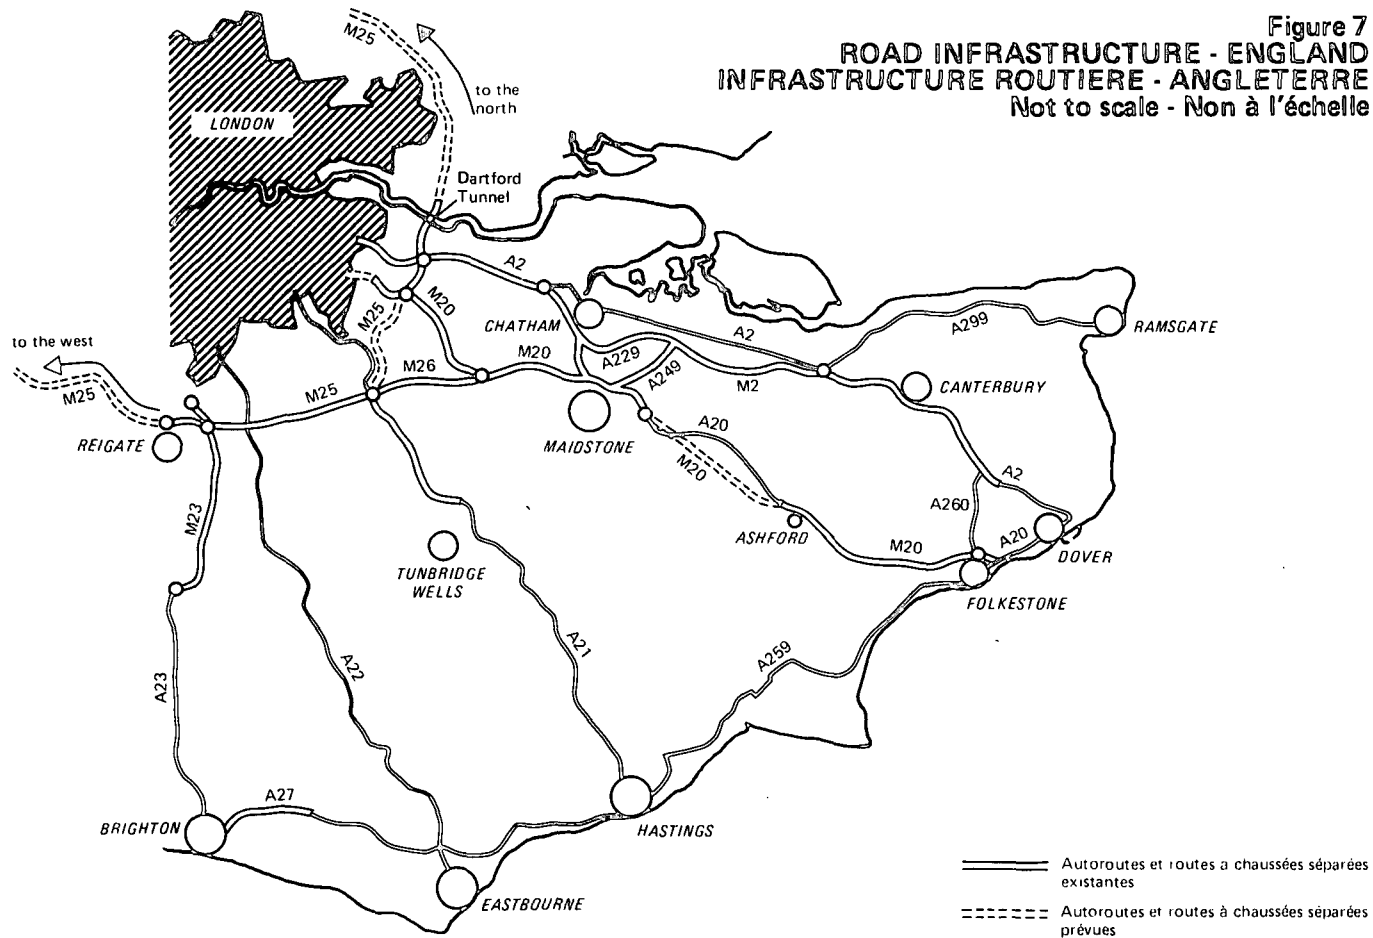 Figure 7
ROAD INFRASTRUCTURE - ENGLAND
INFRASTRUCTURE ROUTIERE - ANGLETERRE
Not to scale - Non à l'échelle
M25
to the
north
LONDON
Dartford
Tunnel
A2
M25
M20
CHATHAM
A2
A299
RAMSGATE
to the west
M25
M25
M26
M20
A229
A249
M2
CANTERBURY
REIGATE
MAIDSTONE
A20
M20
A2
M23
A260
ASHFORD
M20
A20
DOVER
TUNBRIDGE
WELLS
FOLKESTONE
A23
A22
A21
A259
A27
BRIGHTON
HASTINGS
EASTBOURNE
Autoroutes et routes a chaussées séparées
existantes
Autoroutes et routes à chaussées séparées
prévues